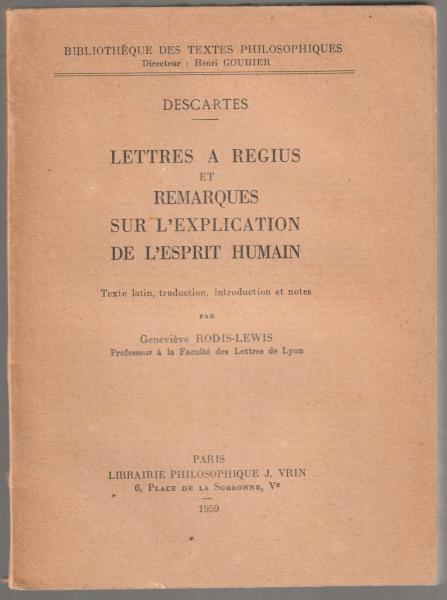 BIBLIOTHÈQUE DES TEXTES PHILOSOPHIQUES
Directeur : Henri GOUHIER
DESCARTES
LETTRES A REGIUS
ET
REMARQUES
SUR L'EXPLICATION
DE L'ESPRIT HUMAIN
Texte latin, traduction, introduction et notes
PAR
Geneviève RODIS-LEWIS
Professeur à la Faculté des Lettres de Lyon
PARIS
LIBRAIRIE PHILOSOPHIQUE J. VRIN
6, PLACE DE LA SORBONNE, Ve
1959